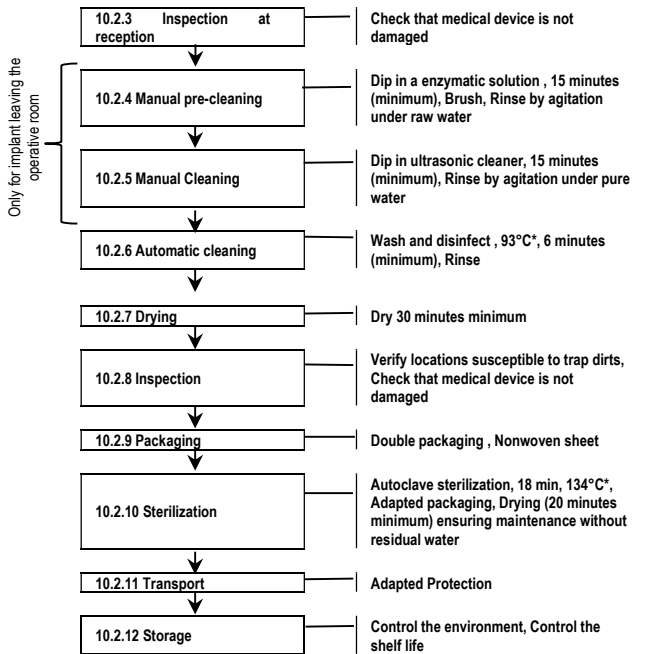 10.2.3 Inspection at
reception
Check that medical device is not
damaged
Only for implant leaving the
operative room
10.2.4 Manual pre-cleaning
Dip in a enzymatic solution , 15 minutes
(minimum), Brush, Rinse by agitation
under raw water
10.2.5 Manual Cleaning
Dip in ultrasonic cleaner, 15 minutes
(minimum), Rinse by agitation under pure
water
10.2.6 Automatic cleaning
Wash and disinfect , 93°C*, 6 minutes
(minimum), Rinse
10.2.7 Drying
Dry 30 minutes minimum
10.2.8 Inspection
Verify locations susceptible to trap dirts,
Check that medical device is not
damaged
10.2.9 Packaging
Double packaging , Nonwoven sheet
10.2.10 Sterilization
Autoclave sterilization, 18 min, 134°C*,
Adapted packaging, Drying (20 minutes
minimum) ensuring maintenance without
residual water
10.2.11 Transport
Adapted Protection
10.2.12 Storage
Control the environment, Control the
shelf life